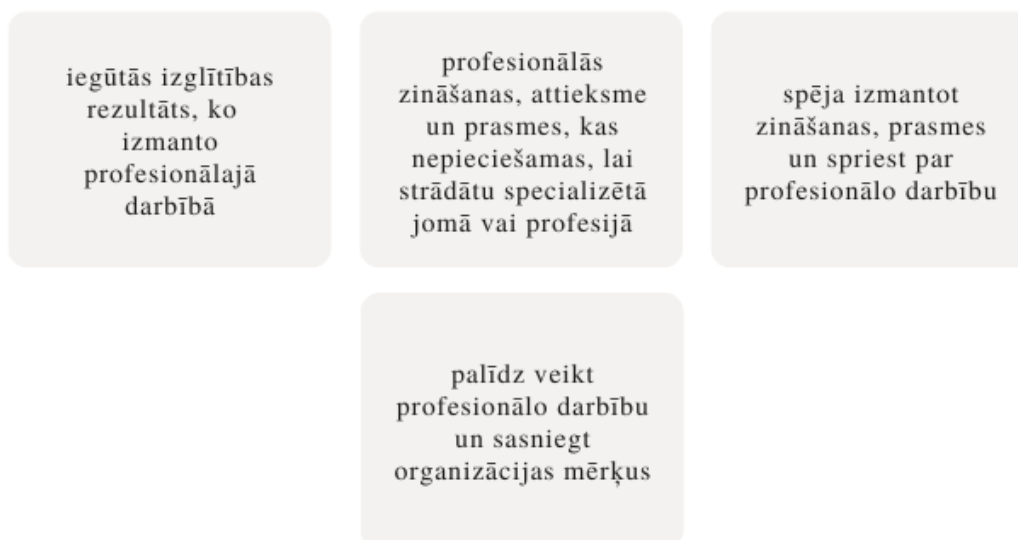 iegūtās izglītības
rezultāts, ko
izmanto
profesionālajā
darbībā
profesionālās
zināšanas, attieksme
un prasmes, kas
nepieciešamas, lai
strādātu specializētā
jomā vai profesijā
spēja izmantot
zināšanas, prasmes
un spriest par
profesionālo darbību
palīdz veikt
profesionālo darbību
un sasniegt
organizācijas mērķus